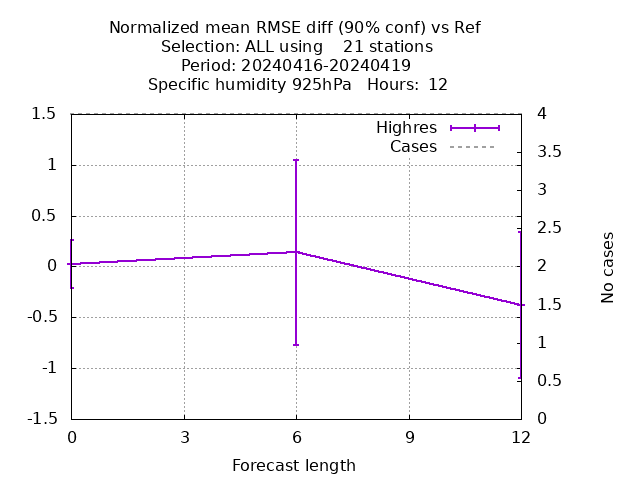 Normalized mean RMSE diff (90% conf) vs Ref
Selection: ALL using    21 stations
Period: 20240416-20240419
Specific humidity 925hPa   Hours:  12
Highres
Cases
1.5
1
0.5
0
-0.5
-1
-1.5
4
3.5
3
2.5
2
1.5
1
0.5
0
No cases
0 3 6 9 12
Forecast length